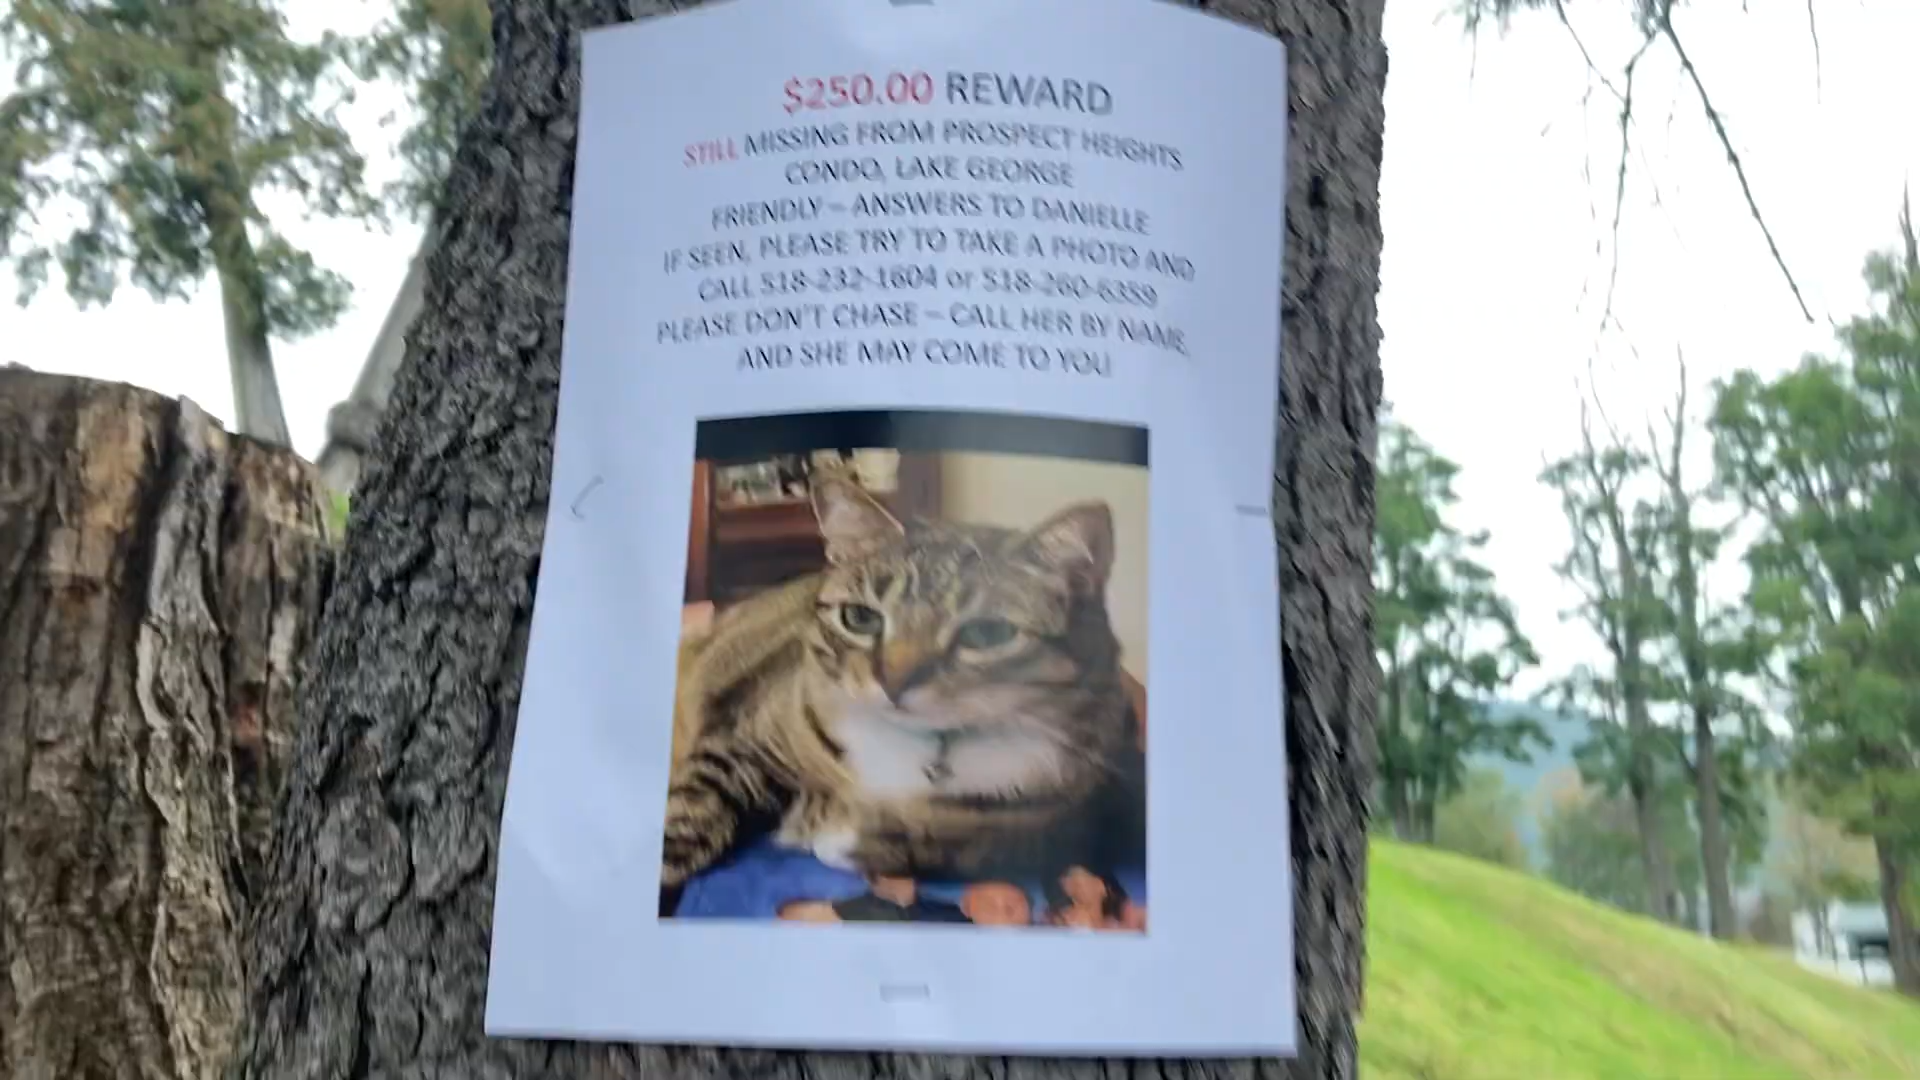 $250.00 REWARD
STILL MISSING FROM PROSPECT HEIGHTS
CONDO, LAKE GEORGE
FRIENDLY – ANSWERS TO DANIELLE
IF SEEN, PLEASE TRY TO TAKE A PHOTO AND
CALL 518-232-1604 or 518-260-6359
PLEASE DON'T CHASE – CALL HER BY NAME,
AND SHE MAY COME TO YOU